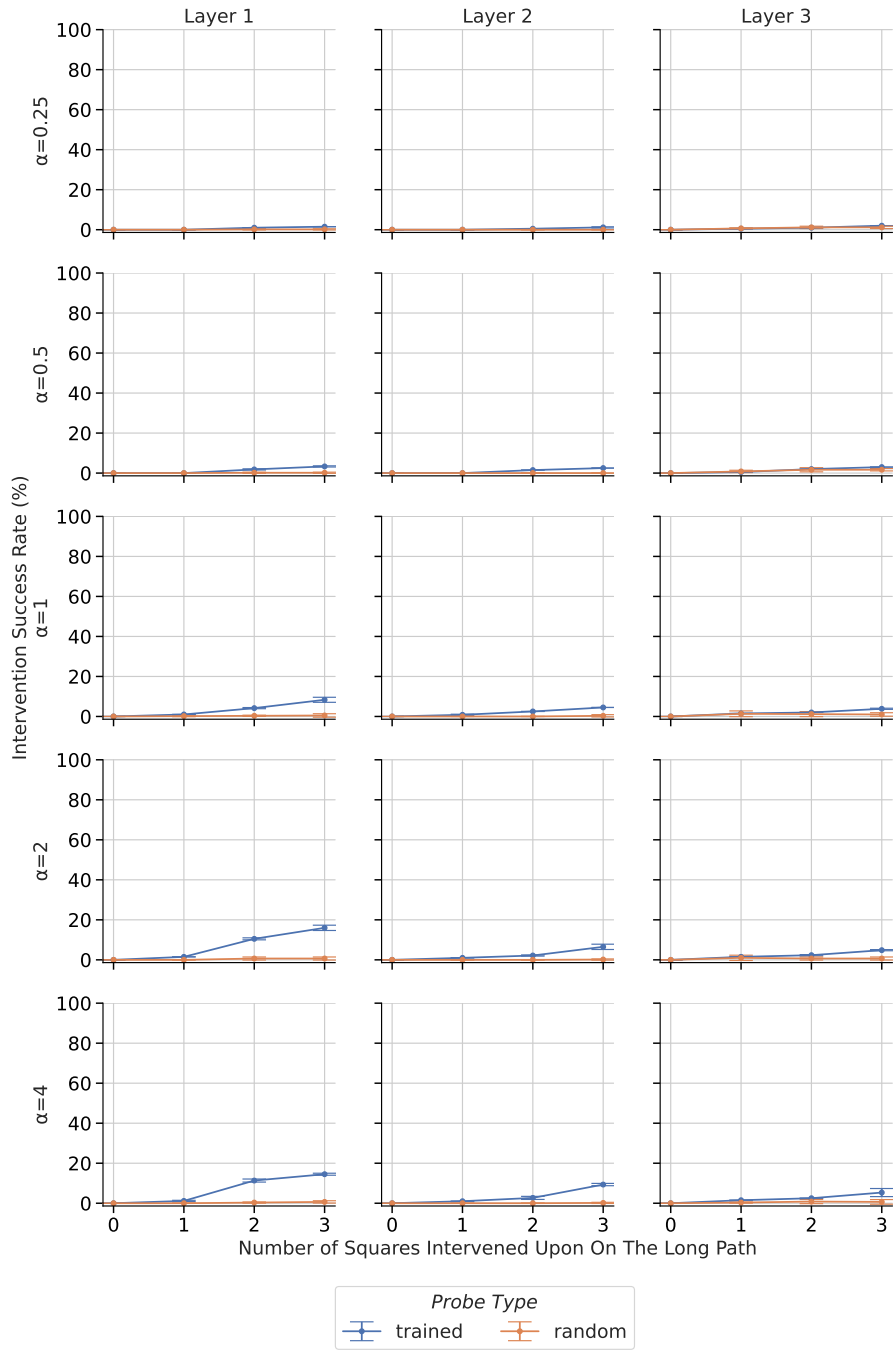 Layer 1 Layer 2 Layer 3
Intervention Success Rate (%)
α=0.25
100
80
60
40
20
0
α=0.5
100
80
60
40
20
0
α=1
100
80
60
40
20
0
α=2
100
80
60
40
20
0
α=4
100
80
60
40
20
0
0 1 2 3 0 1 2 3 0 1 2 3
Number of Squares Intervened Upon On The Long Path
Probe Type
trained random